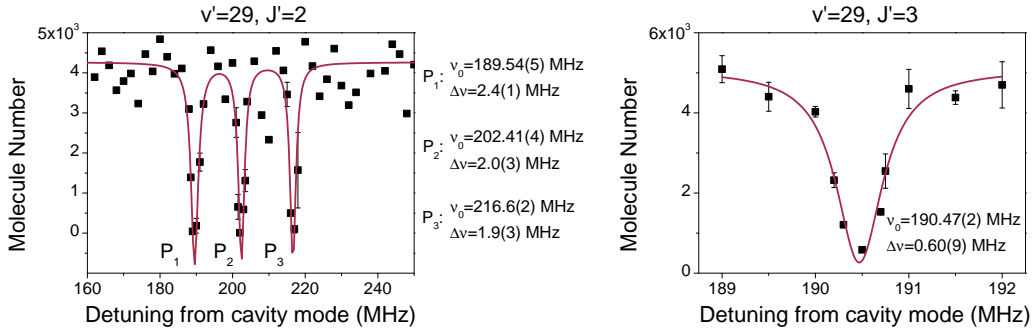 v'=29, J'=2
5x10³
4
3
2
1
0
Molecule Number
P₁
P₂
P₃
160
180
200
220
240
Detuning from cavity mode (MHz)
P₁: ν₀=189.54(5) MHz
Δν=2.4(1) MHz
P₂: ν₀=202.41(4) MHz
Δν=2.0(3) MHz
P₃: ν₀=216.6(2) MHz
Δν=1.9(3) MHz
v'=29, J'=3
6x10³
4
2
0
Molecule Number
ν₀=190.47(2) MHz
Δν=0.60(9) MHz
189
190
191
192
Detuning from cavity mode (MHz)